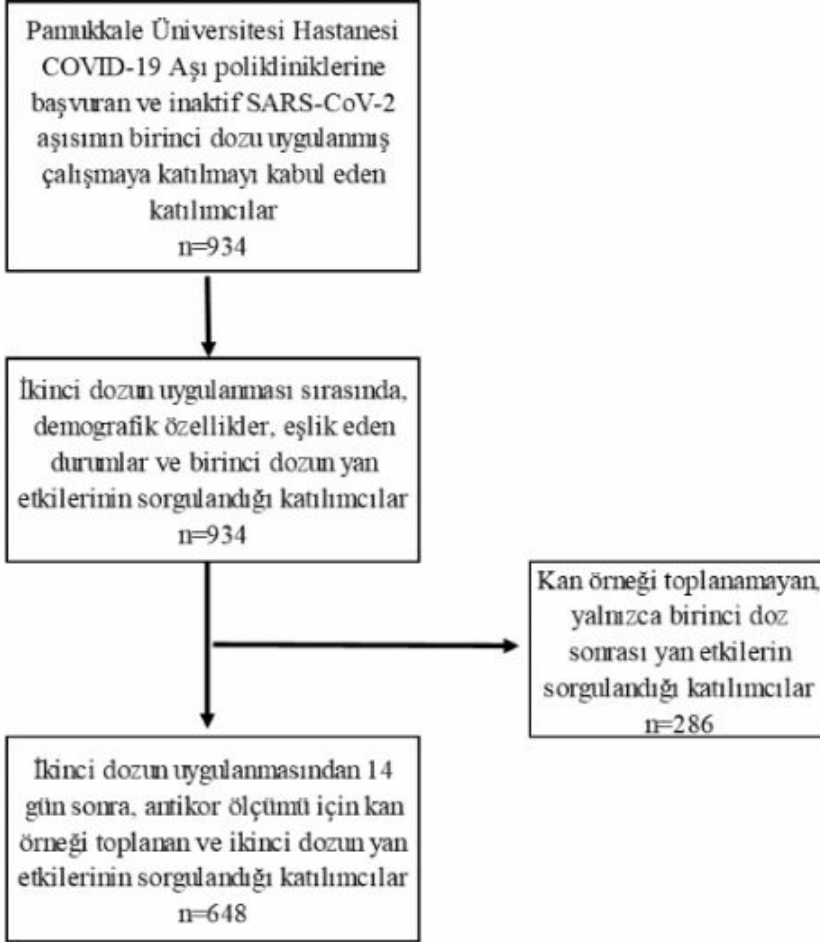 Pamukkale Üniversitesi Hastanesi
COVID-19 Aşı polikliniklerine
başvuran ve inaktif SARS-CoV-2
aşısının birinci dozu uygulanmış
çalışmaya katılmayı kabul eden
katılımcılar
n=934
İkinci dozun uygulanması sırasında,
demografik özellikler, eşlik eden
durumlar ve birinci dozun yan
etkilerinin sorgulandığı katılımcılar
n=934
Kan örneği toplanamayan,
yalnızca birinci doz
sonrası yan etkilerin
sorgulandığı katılımcılar
n=286
İkinci dozun uygulanmasından 14
gün sonra, antikor ölçümü için kan
örneği toplanan ve ikinci dozun yan
etkilerinin sorgulandığı katılımcılar
n=648